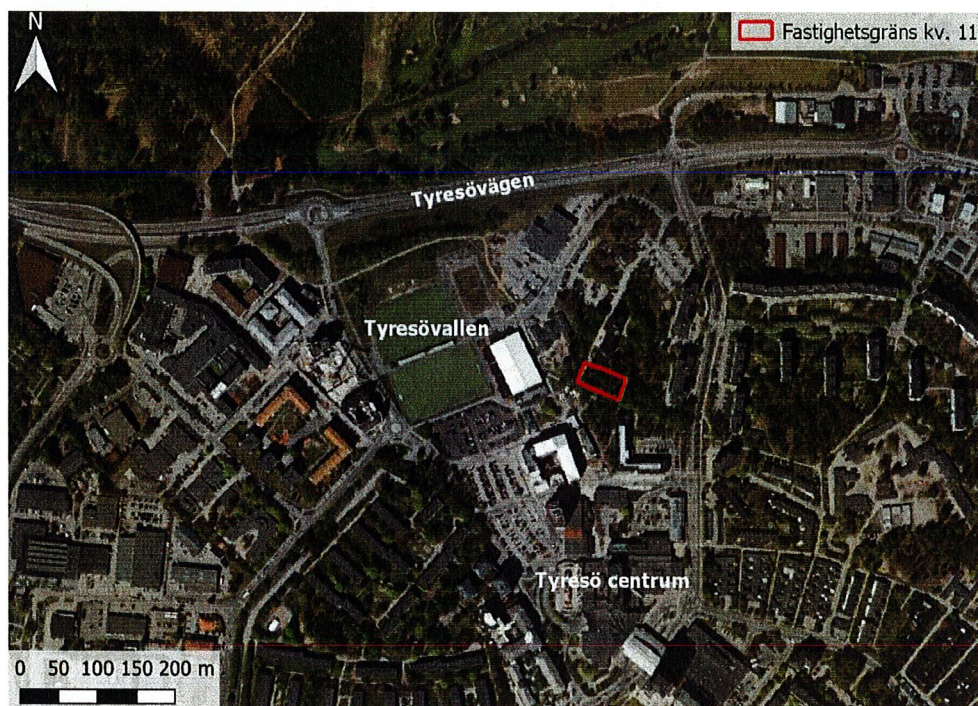 N
Fastighetsgräns kv. 11
Tyresövägen
Tyresövallen
Tyresö centrum
0 50 100 150 200 m